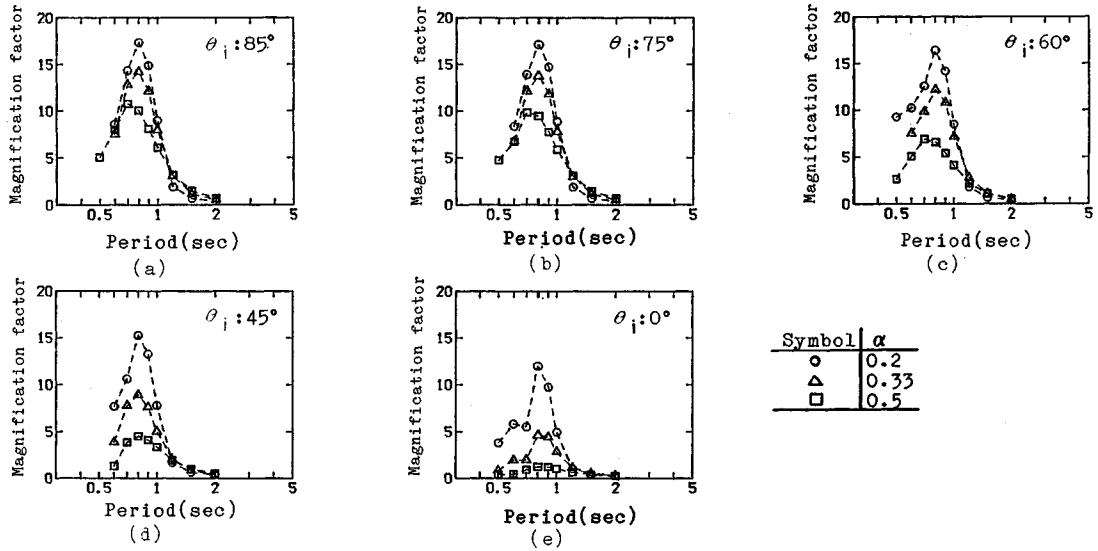 Magnification factor
20
15
10
5
0
θi:85°
0.5 1 2 5
Period(sec)
(a)
Magnification factor
20
15
10
5
0
θi:75°
0.5 1 2 5
Period(sec)
(b)
Magnification factor
20
15
10
5
0
θi:60°
0.5 1 2 5
Period(sec)
(c)
Magnification factor
20
15
10
5
0
θi:45°
0.5 1 2 5
Period(sec)
(d)
Magnification factor
20
15
10
5
0
θi:0°
0.5 1 2 5
Period(sec)
(e)
Symbol α
0.2
0.33
0.5